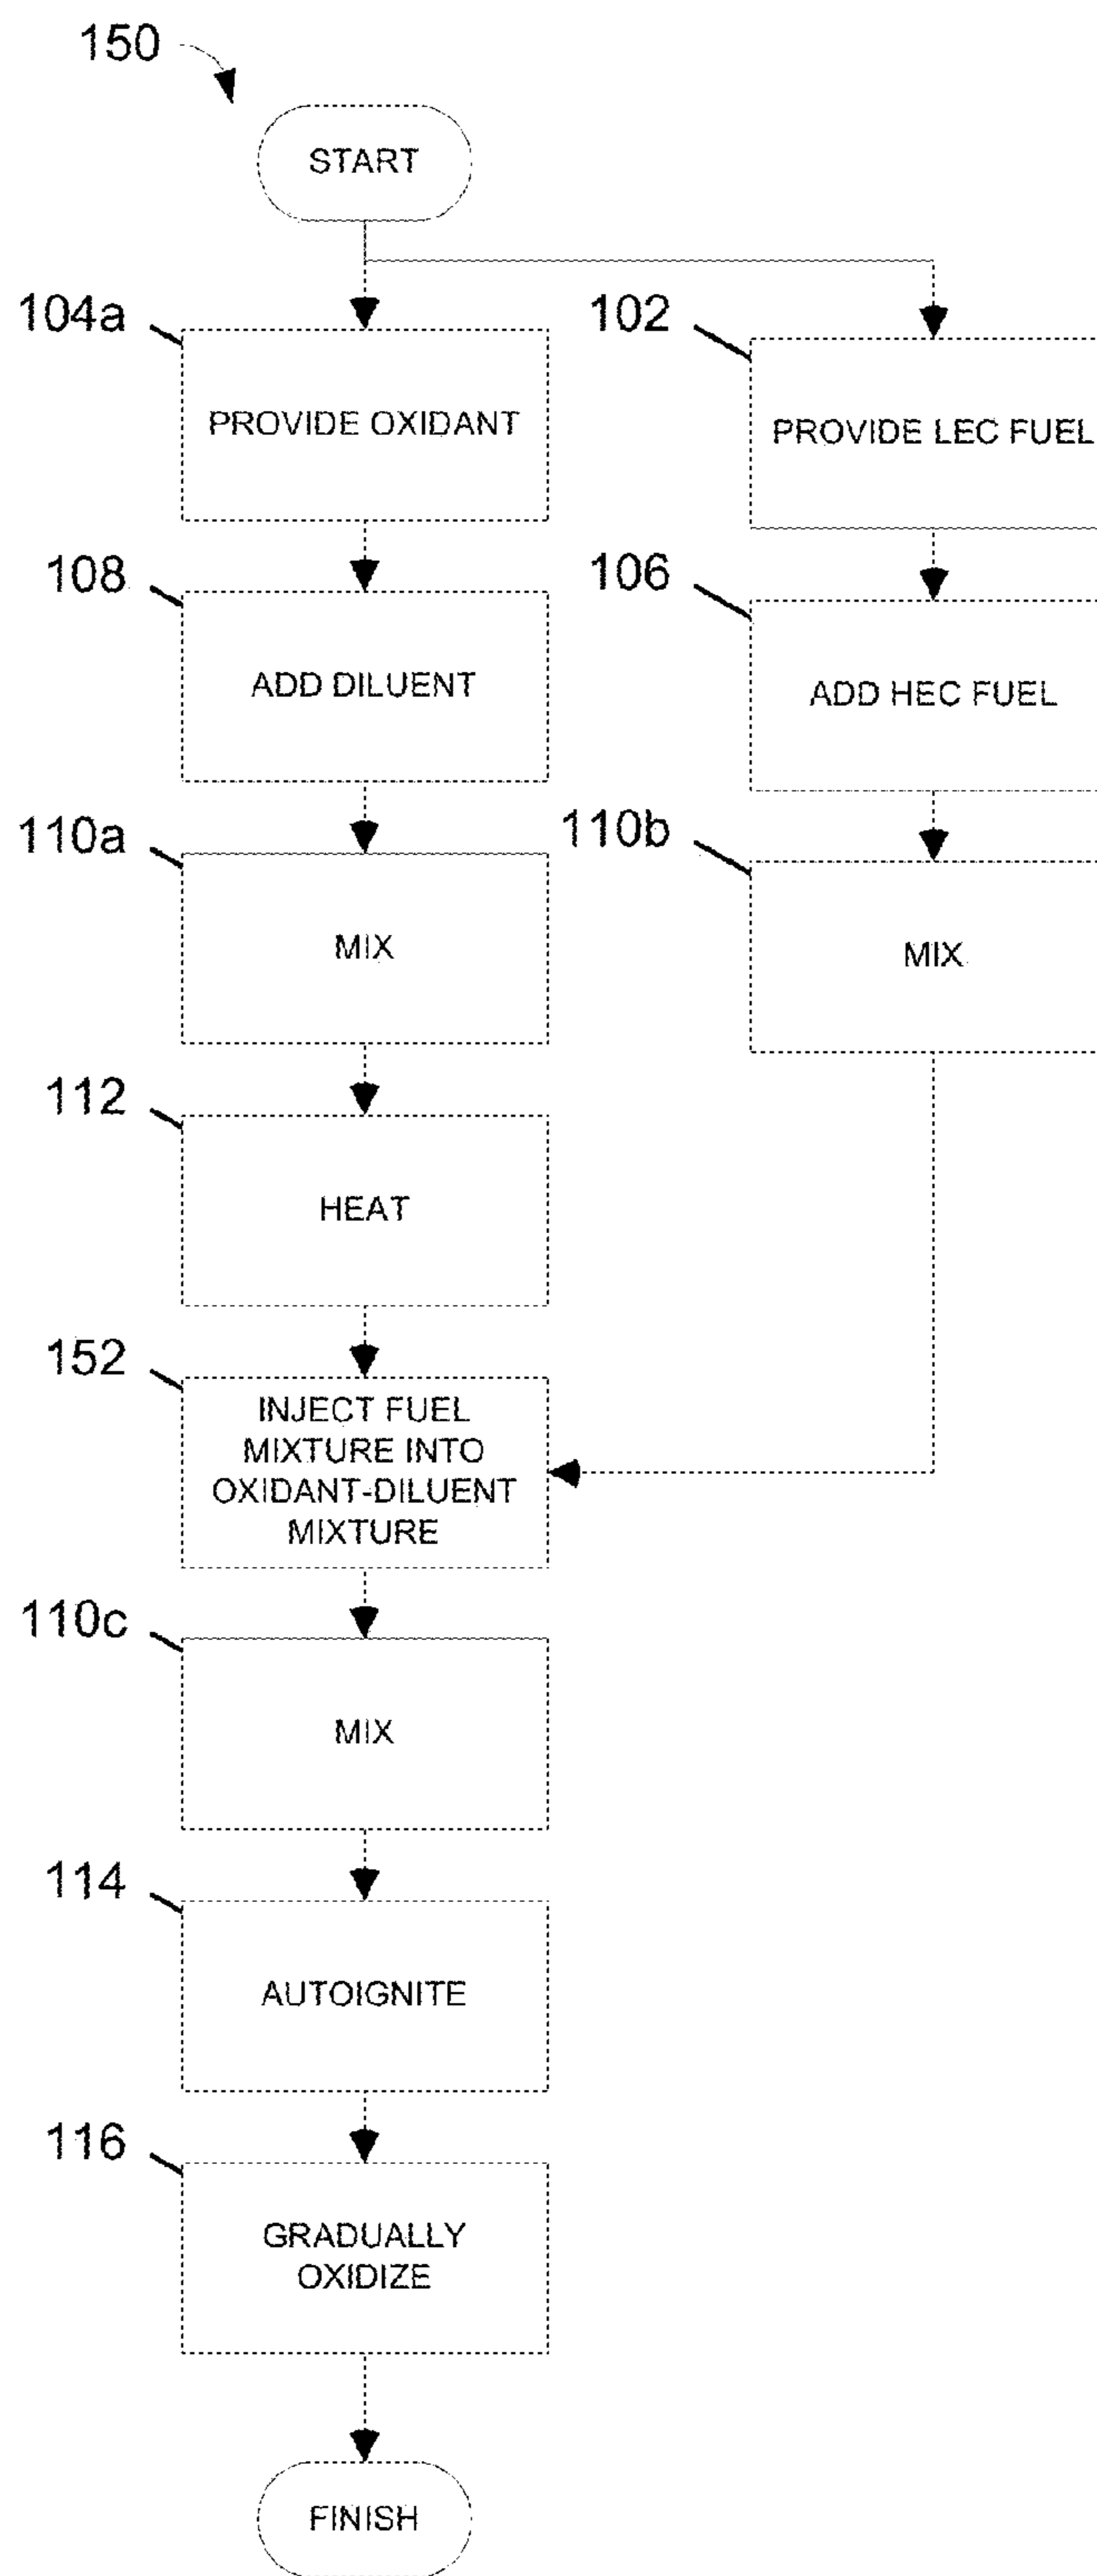 150
START
104a
102
PROVIDE OXIDANT
PROVIDE LEC FUEL
108
106
ADD DILUENT
ADD HEC FUEL
110a
110b
MIX
MIX
112
HEAT
152
INJECT FUEL
MIXTURE INTO
OXIDANT-DILUENT
MIXTURE
110c
MIX
114
AUTOIGNITE
116
GRADUALLY
OXIDIZE
FINISH